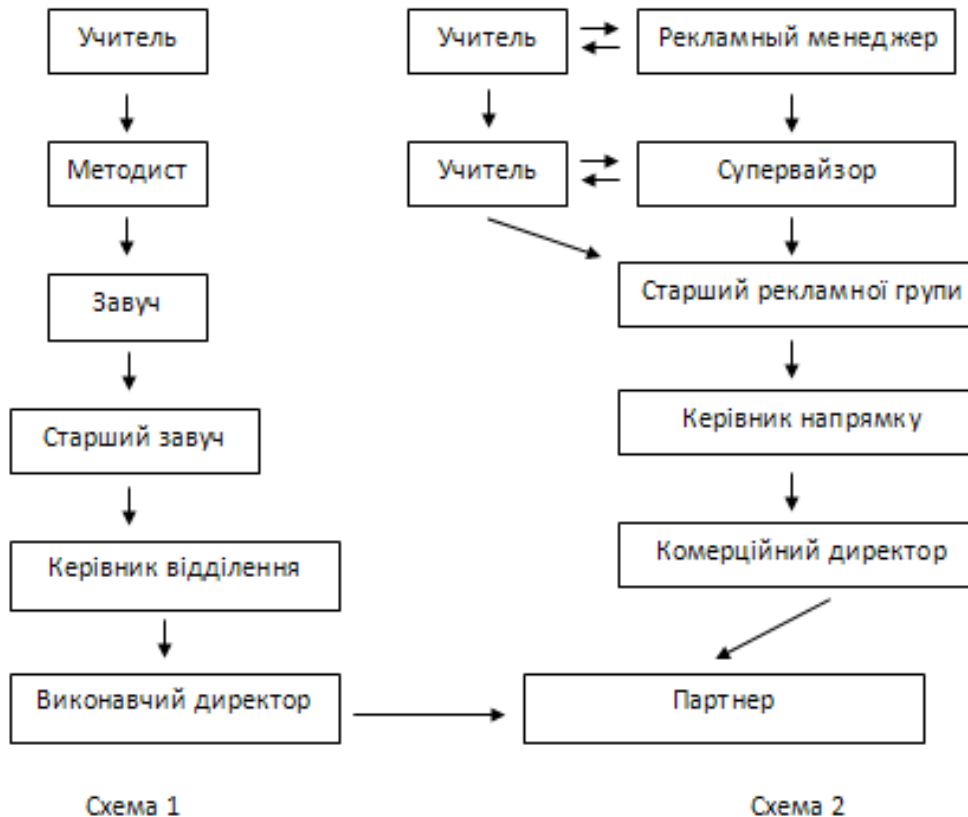 Учитель
Методист
Завуч
Старший завуч
Керівник відділення
Виконавчий директор
Схема 1
Учитель
Рекламный менеджер
Учитель
Супервайзор
Старший рекламної групи
Керівник напрямку
Комерційний директор
Партнер
Схема 2